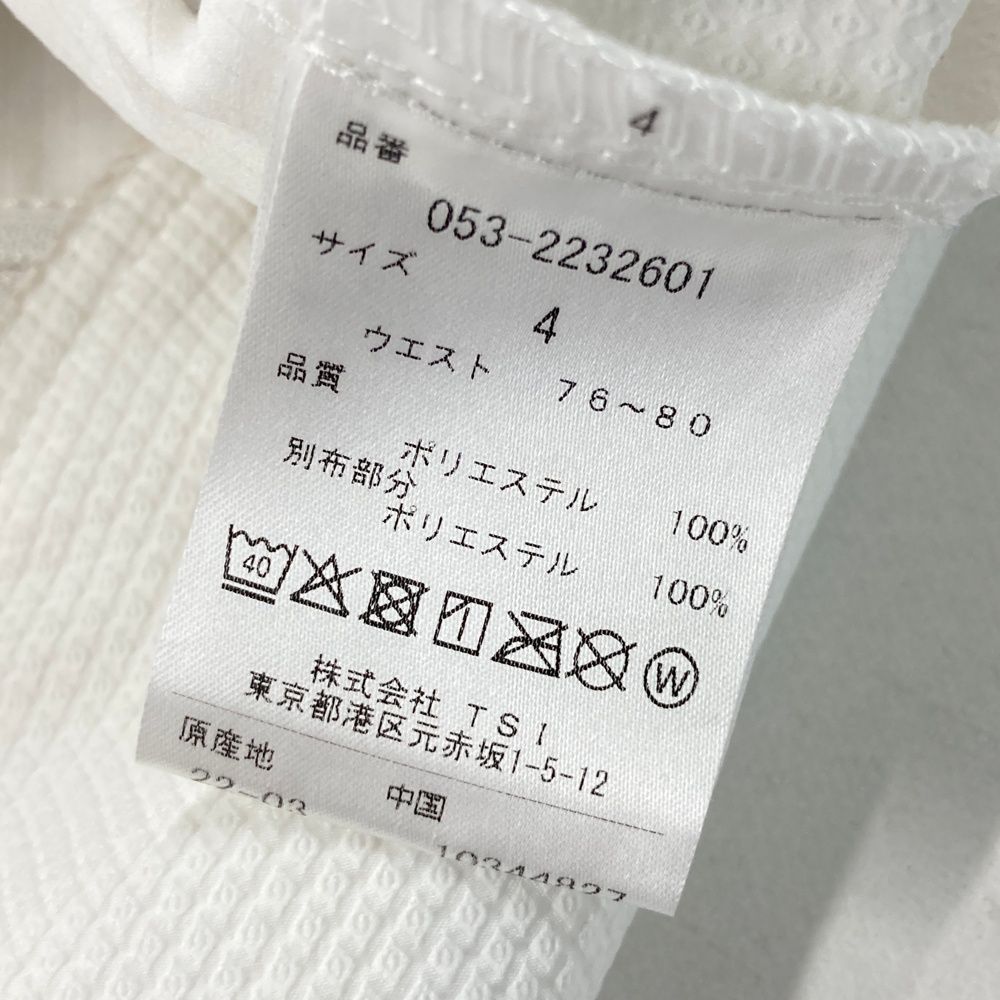 4
品番
053-2232601
サイズ
4
ウエスト 76～80
品質
ポリエステル 100%
別布部分
ポリエステル 100%
40
W
株式会社 TSI
東京都港区元赤坂1-5-12
原産地
中国
22-03
10344827